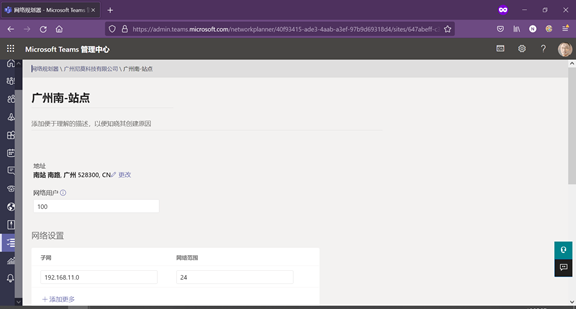 网络规划器 - Microsoft Teams
https://admin.teams.microsoft.com/networkplanner/40f93415-ade3-4aab-a3ef-97b9d69318d4/sites/647abeff-
Microsoft Teams 管理中心
网络规划器 \ 广州尼莫科技有限公司 \ 广州南-站点
广州南-站点
添加便于理解的描述，以便知晓其创建原因
地址
南站 南路, 广州 528300, CN 更改
网络用户
100
网络设置
子网 网络范围
192.168.11.0 24
+ 添加更多